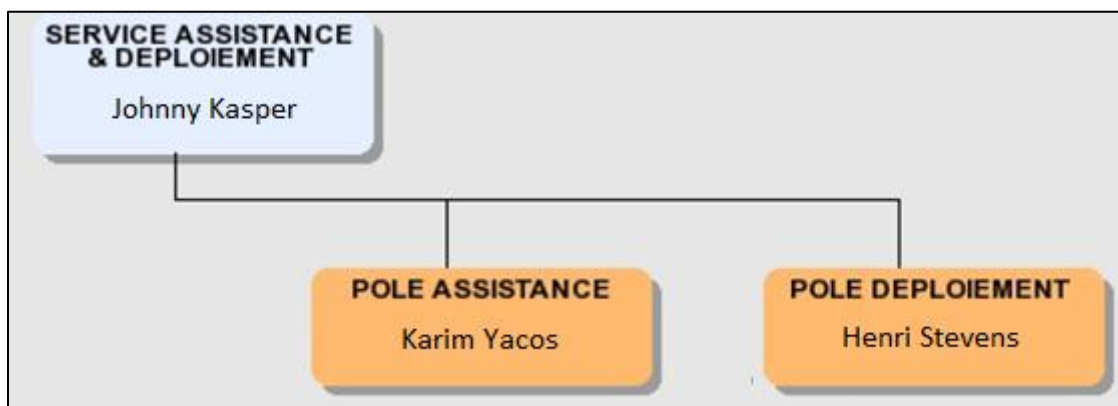 SERVICE ASSISTANCE
& DEPLOIEMENT
Johnny Kasper
POLE ASSISTANCE
Karim Yacos
POLE DEPLOIEMENT
Henri Stevens